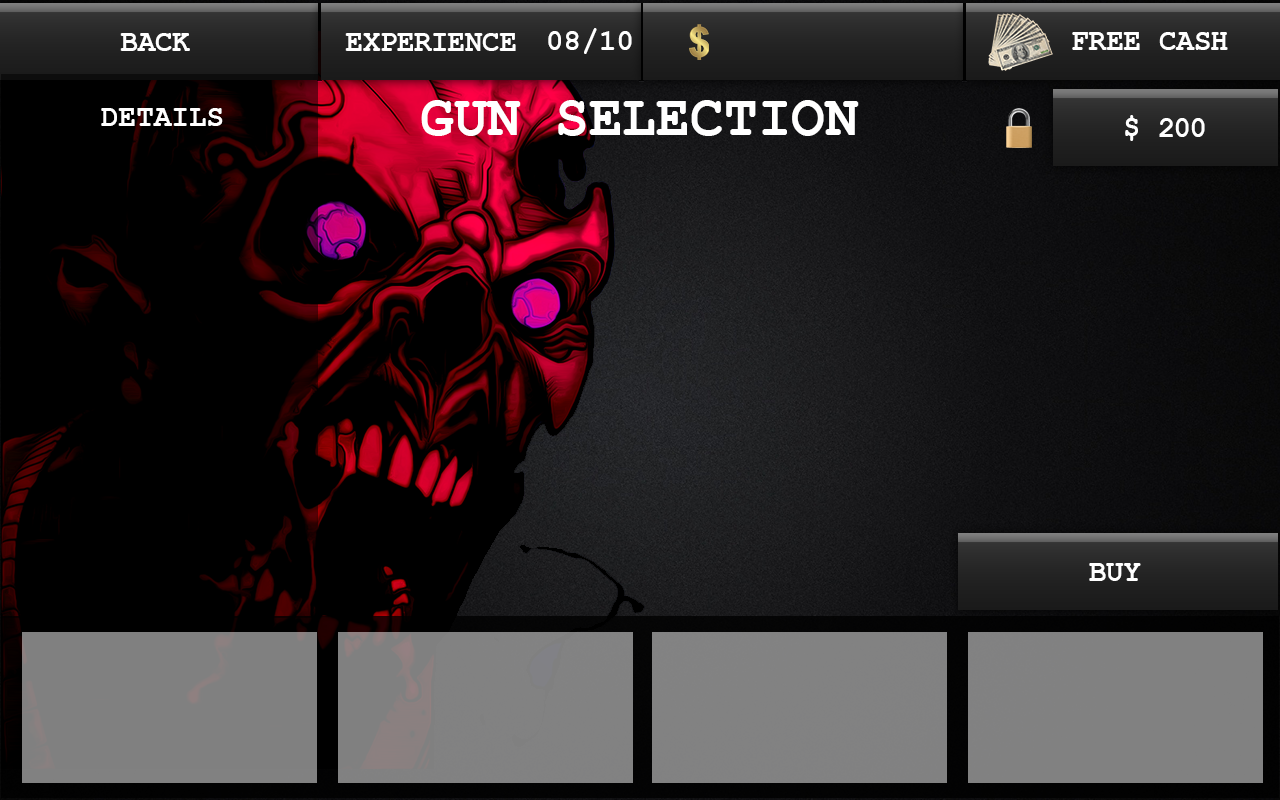 BACK
EXPERIENCE 08/10
$
FREE CASH
DETAILS
GUN SELECTION
$ 200
BUY